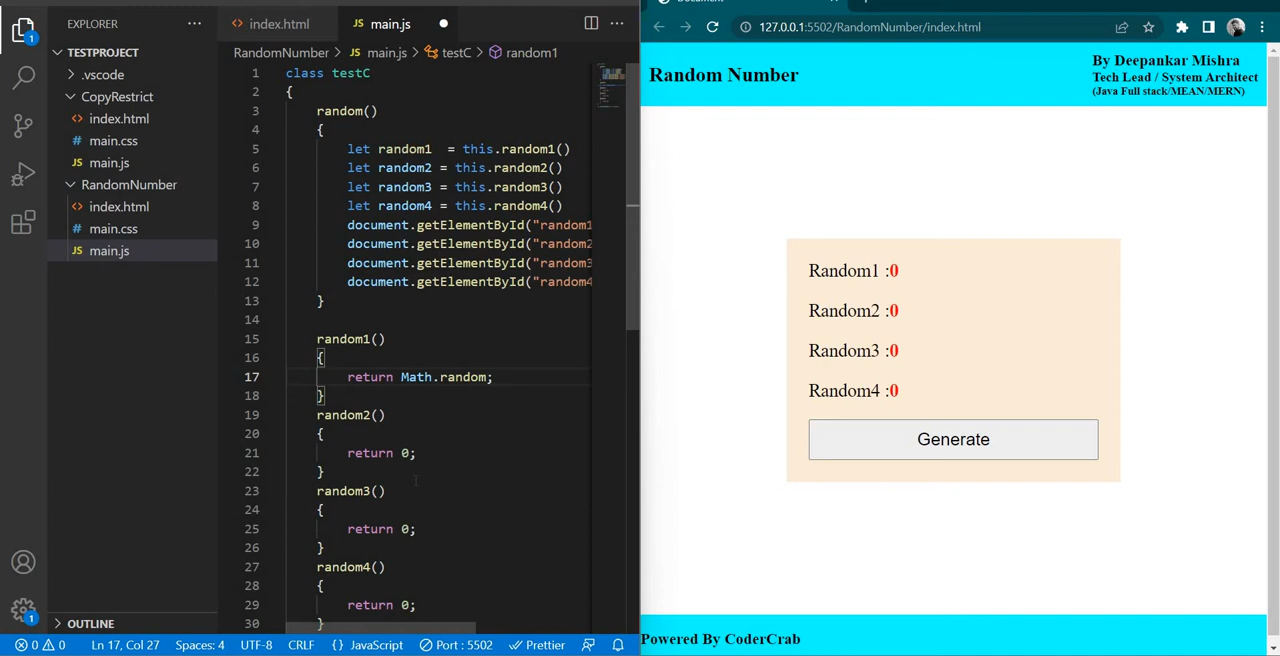 EXPLORER
index.html
main.js
TESTPROJECT
.vscode
CopyRestrict
index.html
main.css
main.js
RandomNumber
index.html
main.css
main.js
OUTLINE
RandomNumber > main.js > testC > random1
1 class testC
2 {
3 random()
4 {
5 let random1 = this.random1()
6 let random2 = this.random2()
7 let random3 = this.random3()
8 let random4 = this.random4()
9 document.getElementById("random1
10 document.getElementById("random2
11 document.getElementById("random3
12 document.getElementById("random4
13 }
14
15 random1()
16 {
17 return Math.random;
18 }
19 random2()
20 {
21 return 0;
22 }
23 random3()
24 {
25 return 0;
26 }
27 random4()
28 {
29 return 0;
30 }
1
1
0 0 Ln 17, Col 27 Spaces: 4 UTF-8 CRLF {} JavaScript Port : 5502 Prettier
127.0.0.1:5502/RandomNumber/index.html
Random Number
By Deepankar Mishra
Tech Lead / System Architect
(Java Full stack/MEAN/MERN)
Random1 :0
Random2 :0
Random3 :0
Random4 :0
Generate
Powered By CoderCrab